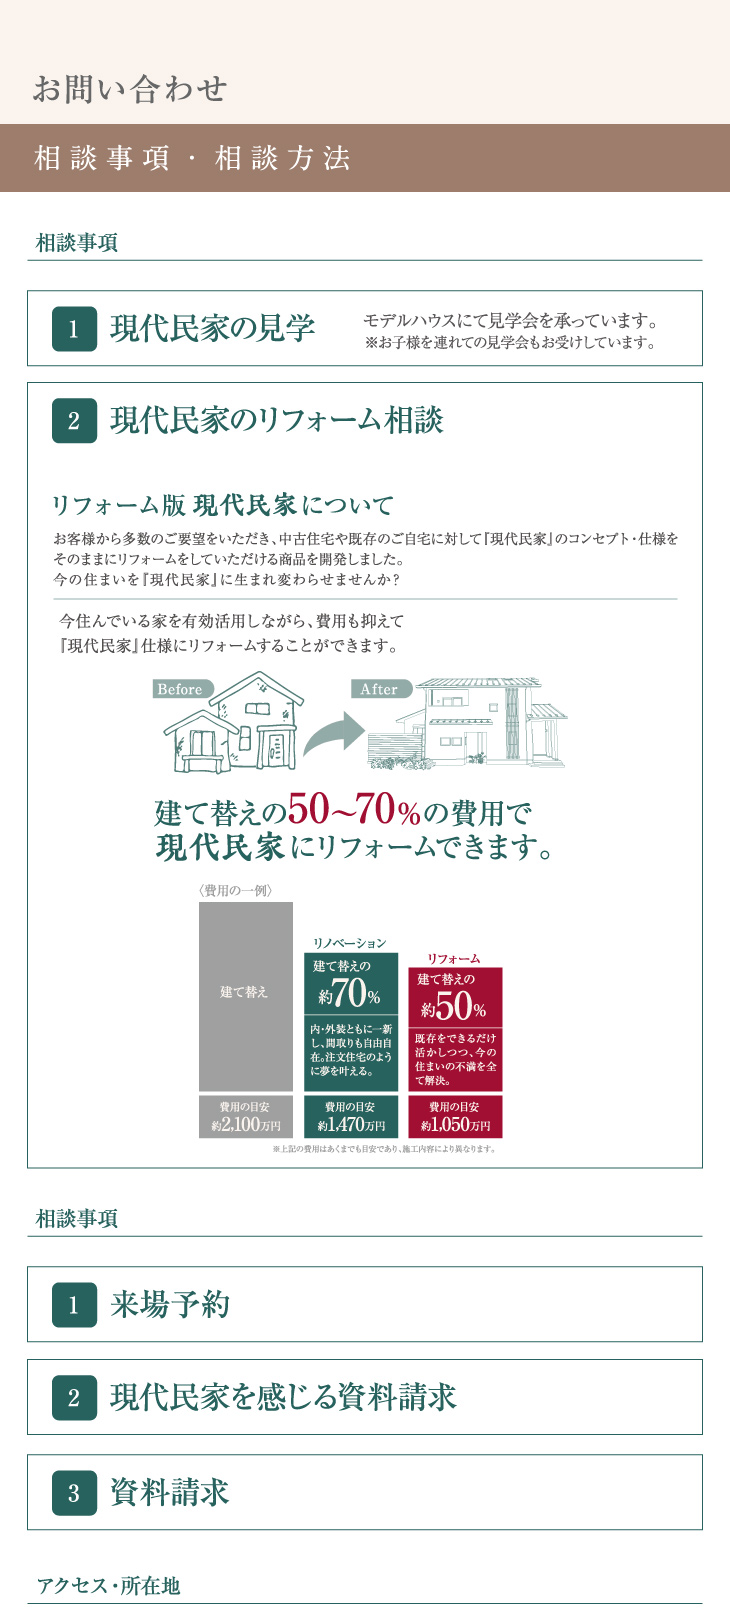 お問い合わせ
相談事項・相談方法
相談事項
1 現代民家の見学
モデルハウスにて見学会を承っています。
※お子様を連れての見学会もお受けしています。
2 現代民家のリフォーム相談
リフォーム版 現代民家について
お客様から多数のご要望をいただき、中古住宅や既存のご自宅に対して『現代民家』のコンセプト・仕様を
そのままにリフォームをしていただける商品を開発しました。
今の住まいを『現代民家』に生まれ変わらせませんか？
今住んでいる家を有効活用しながら、費用も抑えて
『現代民家』仕様にリフォームすることができます。
Before
After
建て替えの50〜70%の費用で
現代民家にリフォームできます。
〈費用の一例〉
建て替え
費用の目安
約2,100万円
リノベーション
建て替えの
約70%
内・外装ともに一新
し、間取りも自由自
在。注文住宅のよう
に夢を叶える。
費用の目安
約1,470万円
リフォーム
建て替えの
約50%
既存をできるだけ
活かしつつ、今の
住まいの不満を全
て解決。
費用の目安
約1,050万円
※上記の費用はあくまでも目安であり、施工内容により異なります。
相談事項
1 来場予約
2 現代民家を感じる資料請求
3 資料請求
アクセス・所在地